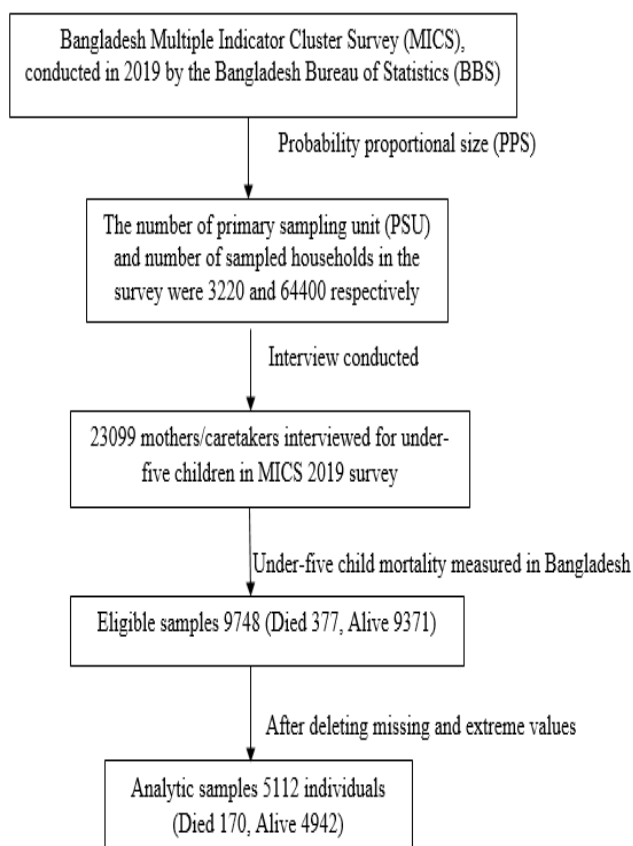 Bangladesh Multiple Indicator Cluster Survey (MICS),
conducted in 2019 by the Bangladesh Bureau of Statistics (BBS)
Probability proportional size (PPS)
The number of primary sampling unit (PSU)
and number of sampled households in the
survey were 3220 and 64400 respectively
Interview conducted
23099 mothers/caretakers interviewed for under-
five children in MICS 2019 survey
Under-five child mortality measured in Bangladesh
Eligible samples 9748 (Died 377, Alive 9371)
After deleting missing and extreme values
Analytic samples 5112 individuals
(Died 170, Alive 4942)